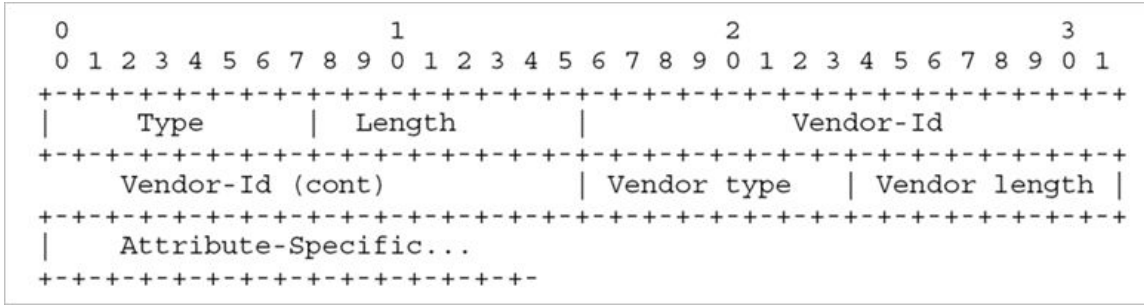 0                   1                   2                   3
 0 1 2 3 4 5 6 7 8 9 0 1 2 3 4 5 6 7 8 9 0 1 2 3 4 5 6 7 8 9 0 1
+-+-+-+-+-+-+-+-+-+-+-+-+-+-+-+-+-+-+-+-+-+-+-+-+-+-+-+-+-+-+-+-+
|     Type      |  Length       |            Vendor-Id
+-+-+-+-+-+-+-+-+-+-+-+-+-+-+-+-+-+-+-+-+-+-+-+-+-+-+-+-+-+-+-+-+
     Vendor-Id (cont)           | Vendor type   | Vendor length |
+-+-+-+-+-+-+-+-+-+-+-+-+-+-+-+-+-+-+-+-+-+-+-+-+-+-+-+-+-+-+-+-+
|    Attribute-Specific...
+-+-+-+-+-+-+-+-+-+-+-+-+-+-+-